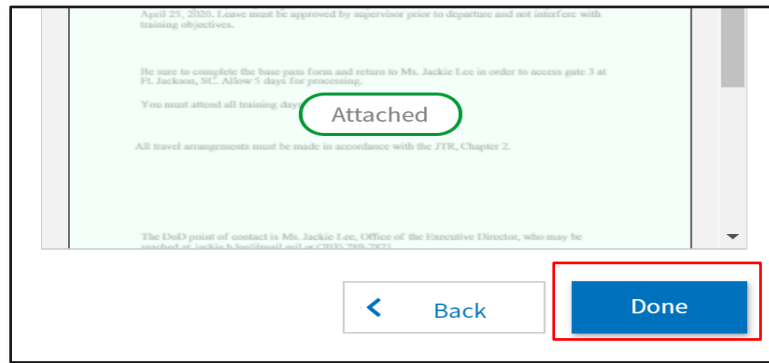 April 25, 2020. Leave must be approved by supervisor prior to departure and not interfere with
training objectives.
Be sure to complete the base pass form and return to Ms. Jackie Lee in order to access gate 3 at
Ft. Jackson, SC. Allow 5 days for processing.
You must attend all training days
Attached
All travel arrangements must be made in accordance with the JTR, Chapter 2.
The DoD point of contact is Ms. Jackie Lee, Office of the Executive Director, who may be
reached at
Back
Done